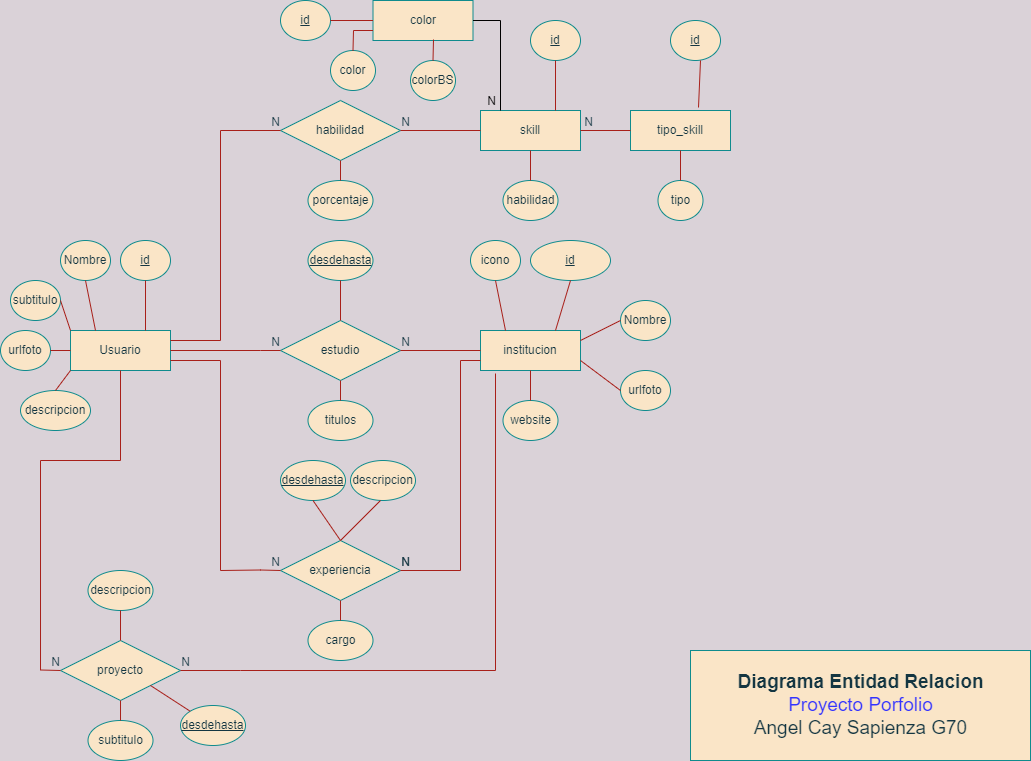 id
color
id
id
color
colorBS
N
N
habilidad
N
skill
N
tipo_skill
porcentaje
habilidad
tipo
Nombre
id
desdehasta
icono
id
subtitulo
Nombre
urlfoto
Usuario
N
estudio
N
institucion
descripcion
urlfoto
titulos
website
desdehasta
descripcion
N
experiencia
N
descripcion
cargo
N
proyecto
N
desdehasta
subtitulo
Diagrama Entidad Relacion
Proyecto Porfolio
Angel Cay Sapienza G70